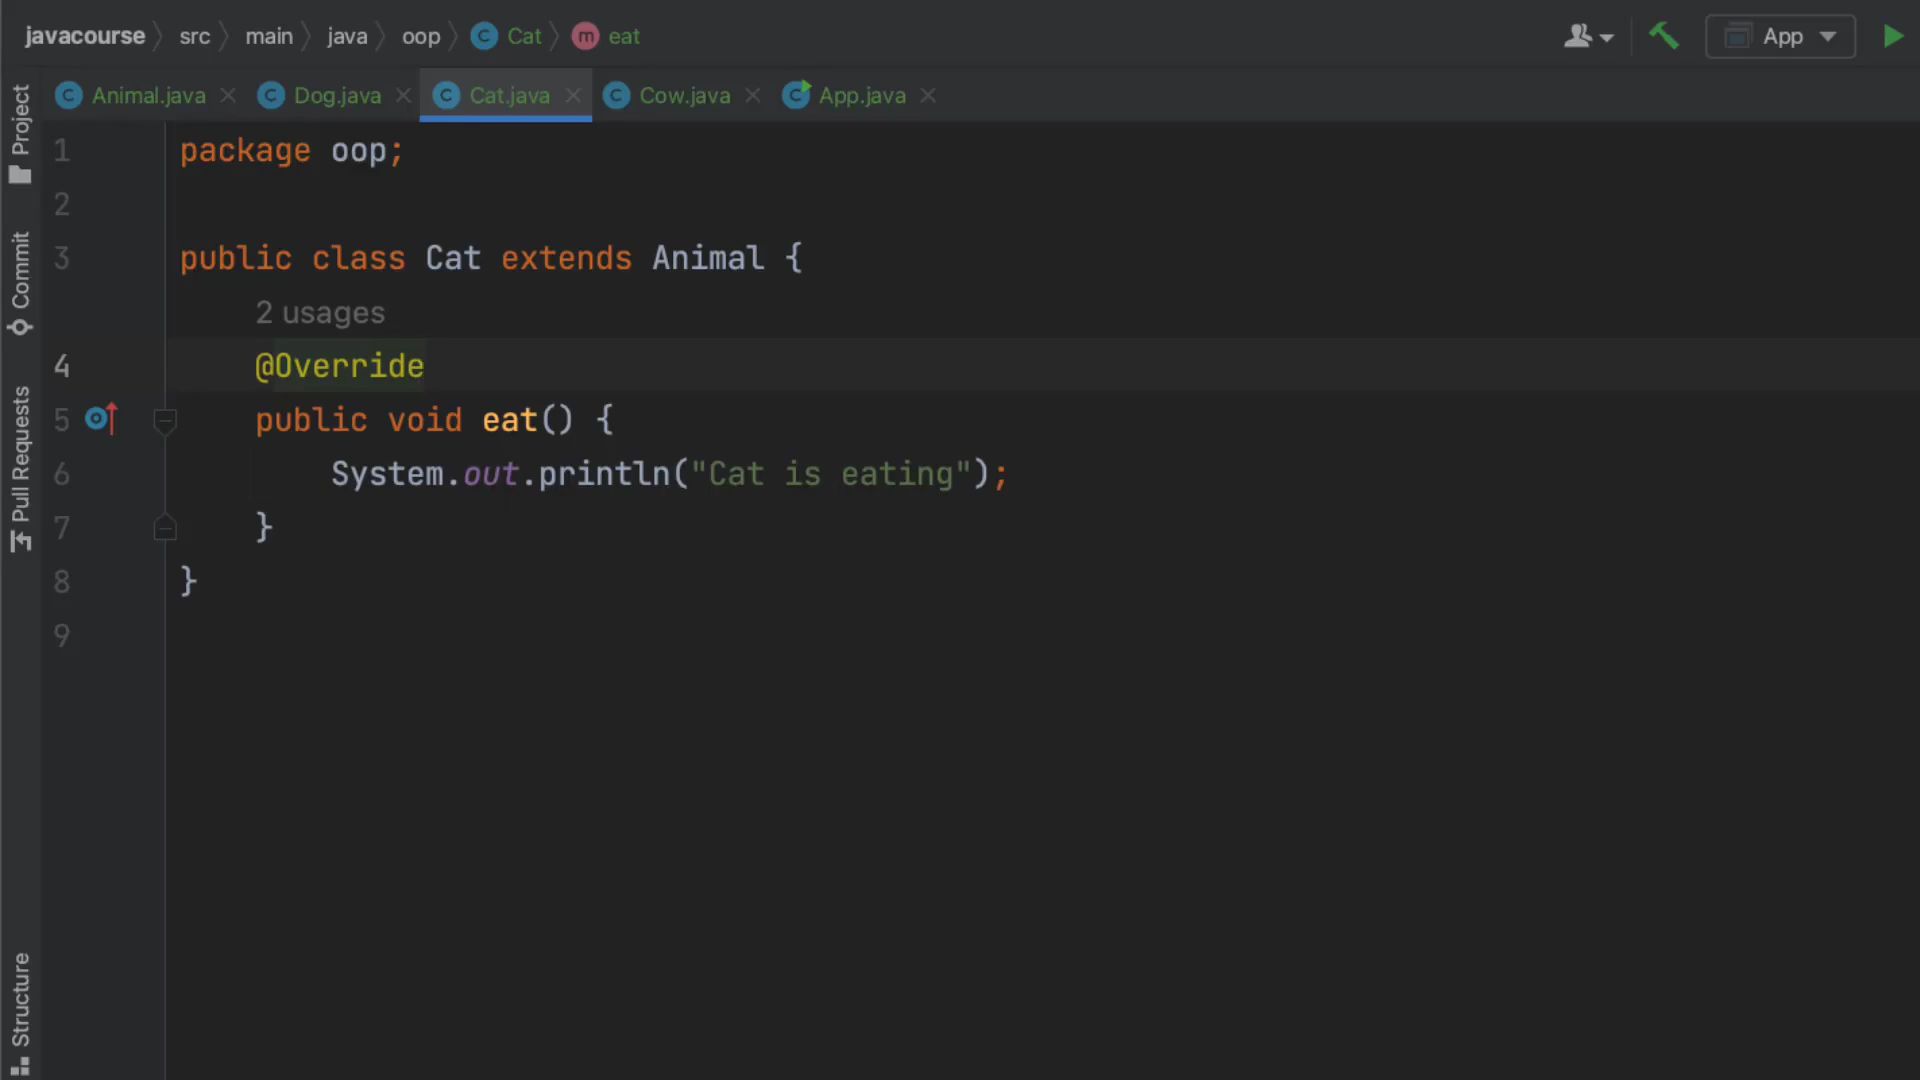 javacourse src main java oop C Cat m eat App
C Animal.java C Dog.java C Cat.java C Cow.java C App.java
Project
Commit
Pull Requests
Structure
1 package oop;
2
3 public class Cat extends Animal {
2 usages
4 @Override
5 public void eat() {
6 System.out.println("Cat is eating");
7 }
8 }
9